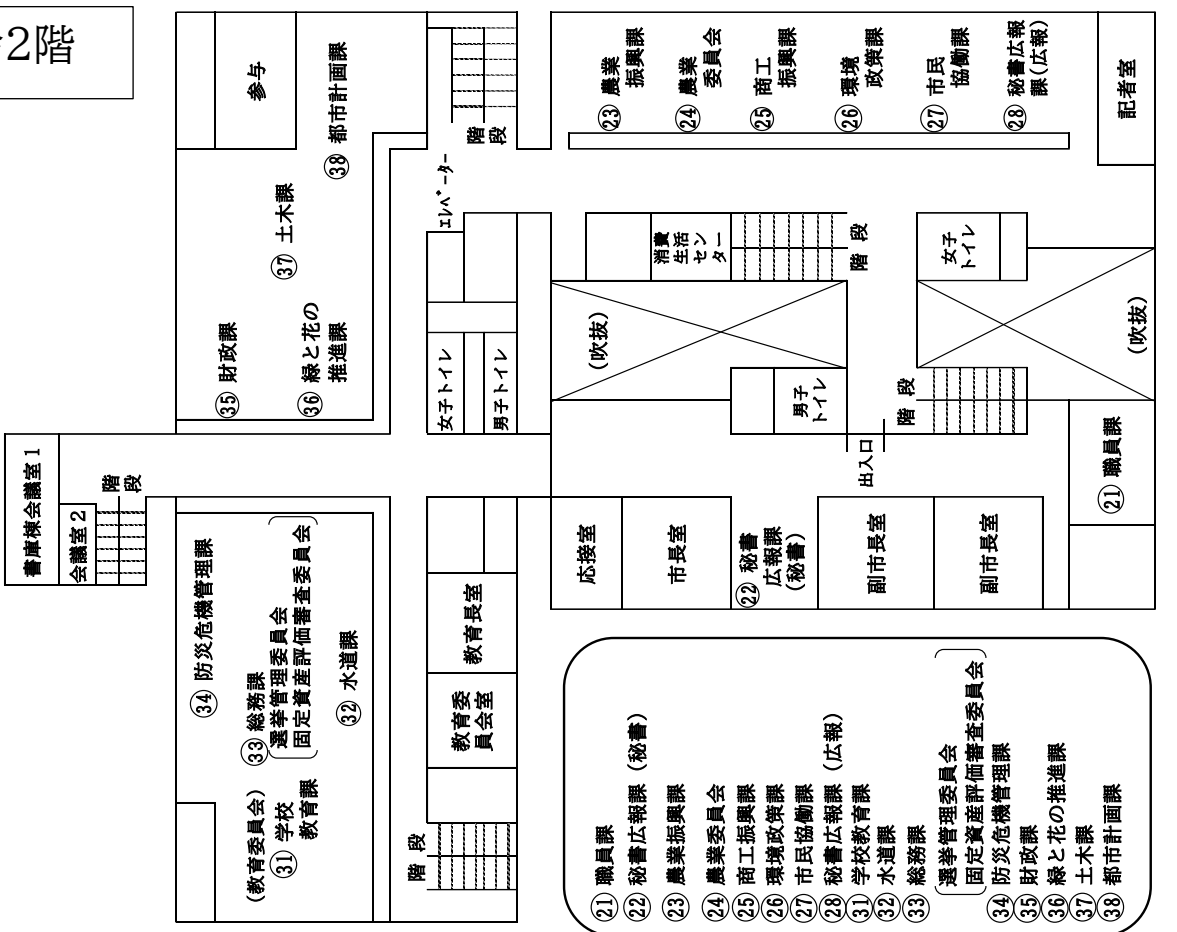 2階
参与
㊳ 都市計画課
㊲ 土木課
㉟ 財政課
㊱ 緑と花の
推進課
階段
エレベーター
女子トイレ
男子トイレ
㉓ 農業
振興課
㉔ 農業
委員会
㉕ 商工
振興課
㉖ 環境
政策課
㉗ 市民
協働課
㉘ 秘書広報
課(広報)
記者室
消費
生活セン
ター
階段
女子
トイレ
(吹抜)
(吹抜)
男子
トイレ
階段
出入口
㉑ 職員課
書庫棟会議室1
会議室2
階段
㉞ 防災危機管理課
㉝ 総務課
選挙管理委員会
固定資産評価審査委員会
㉜ 水道課
(教育委員会)
㉛ 学校
教育課
教育長室
教育委
員会室
階段
応接室
市長室
㉒ 秘書
広報課
(秘書)
副市長室
副市長室
㉑ 職員課
㉒ 秘書広報課(秘書)
㉓ 農業振興課
㉔ 農業委員会
㉕ 商工振興課
㉖ 環境政策課
㉗ 市民協働課
㉘ 秘書広報課(広報)
㉛ 学校教育課
㉜ 水道課
㉝ 総務課
選挙管理委員会
固定資産評価審査委員会
㉞ 防災危機管理課
㉟ 財政課
㊱ 緑と花の推進課
㊲ 土木課
㊳ 都市計画課